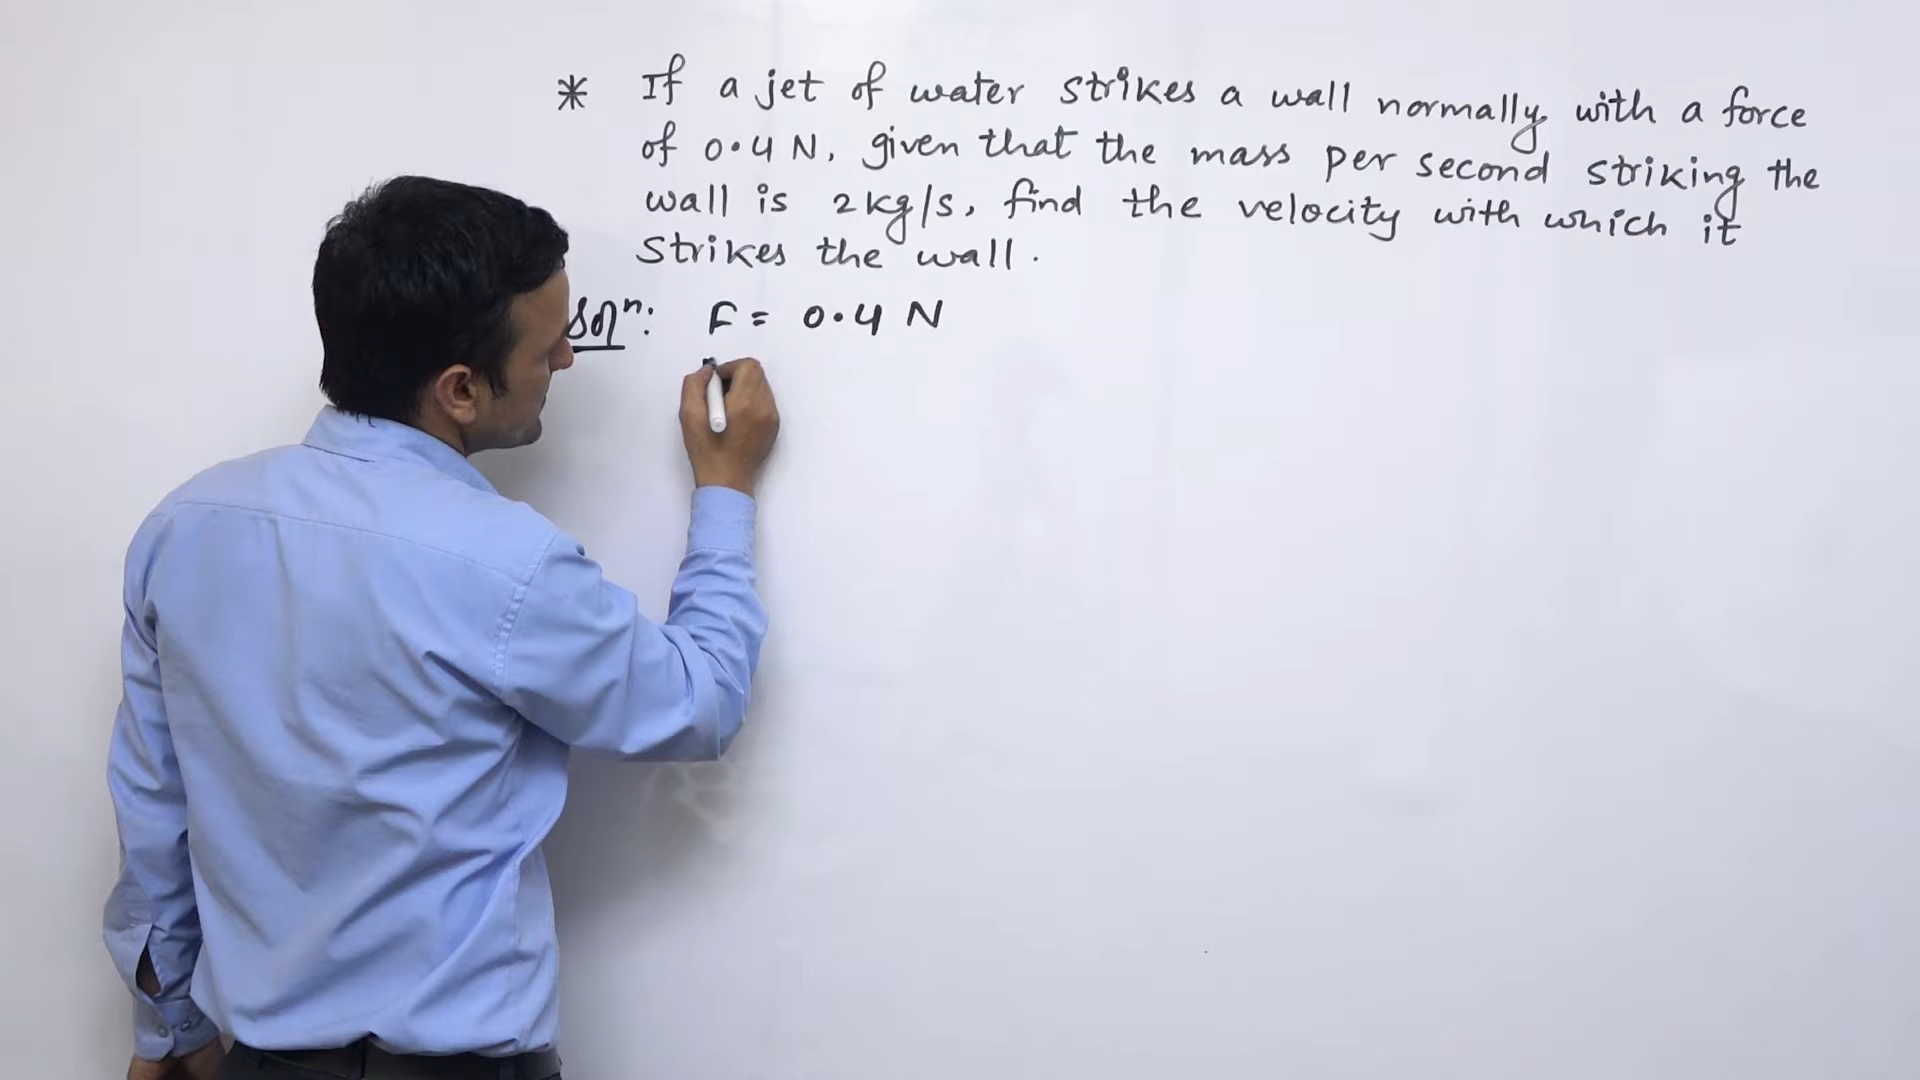 * If a jet of water strikes a wall normally with a force
of 0.4 N, given that the mass per second striking the
wall is 2kg/s, find the velocity with which it
Strikes the wall.
Solⁿ: F = 0.4 N